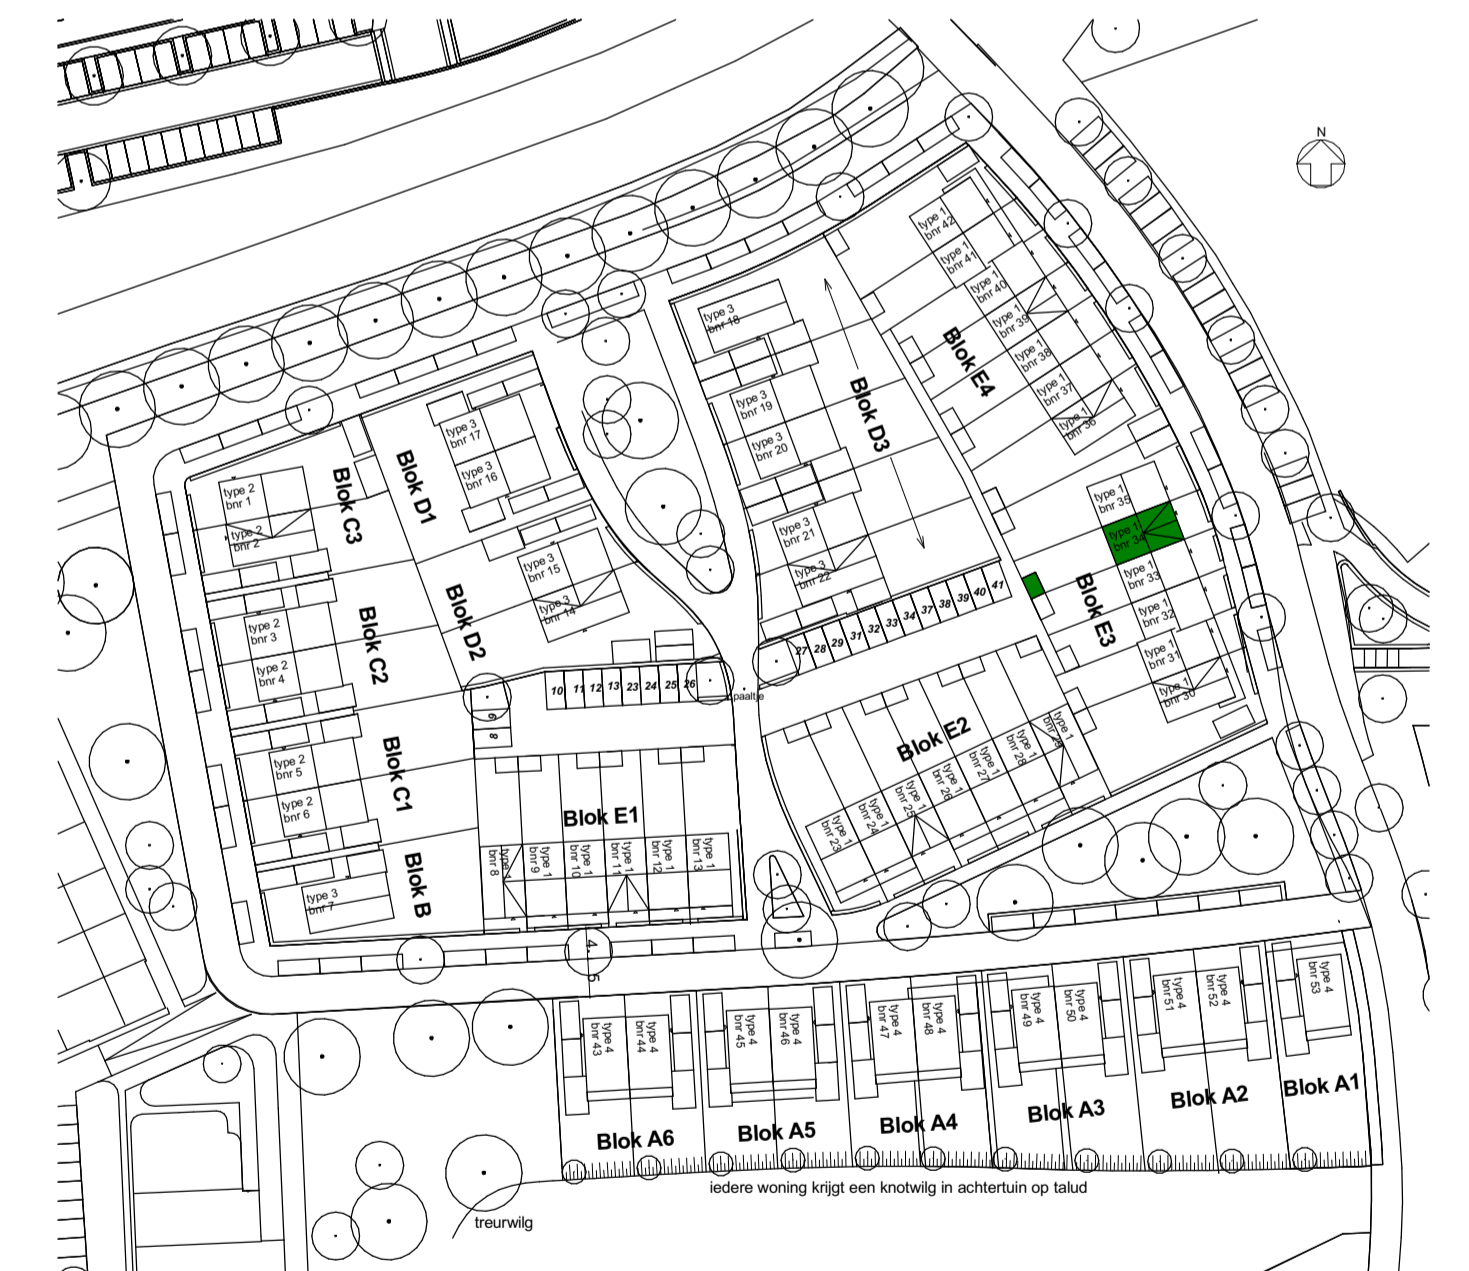 N
type 1
bnr 42
type 1
bnr 41
type 1
bnr 40
type 1
bnr 39
type 1
bnr 38
type 1
bnr 37
type 1
bnr 36
Blok E4
type 3
bnr 18
type 3
bnr 19
type 3
bnr 20
Blok D3
type 3
bnr 21
type 3
bnr 22
type 3
bnr 17
type 3
bnr 16
Blok D1
type 2
bnr 1
type 2
bnr 2
Blok C3
type 3
bnr 15
type 3
bnr 14
Blok D2
type 2
bnr 3
type 2
bnr 4
Blok C2
type 1
bnr 35
type 1
bnr 34
type 1
bnr 33
type 1
bnr 32
type 1
bnr 31
type 1
bnr 30
Blok E3
27 28 29 31 32 33 34 37 38 39 40 41
10 11 12 13 23 24 25 26
paaltje
9
8
type 2
bnr 5
type 2
bnr 6
Blok C1
Blok E2
type 1
bnr 23
type 1
bnr 24
type 1
bnr 25
type 1
bnr 26
type 1
bnr 27
type 1
bnr 28
type 1
bnr 29
Blok E1
type 1
bnr 8
type 1
bnr 9
type 1
bnr 10
type 1
bnr 11
type 1
bnr 12
type 1
bnr 13
type 3
bnr 7
Blok B
4.
5
type 4
bnr 43
type 4
bnr 44
type 4
bnr 45
type 4
bnr 46
type 4
bnr 47
type 4
bnr 48
type 4
bnr 49
type 4
bnr 50
type 4
bnr 51
type 4
bnr 52
type 4
bnr 53
Blok A6
Blok A5
Blok A4
Blok A3
Blok A2
Blok A1
iedere woning krijgt een knotwilg in achtertuin op talud
treurwilg